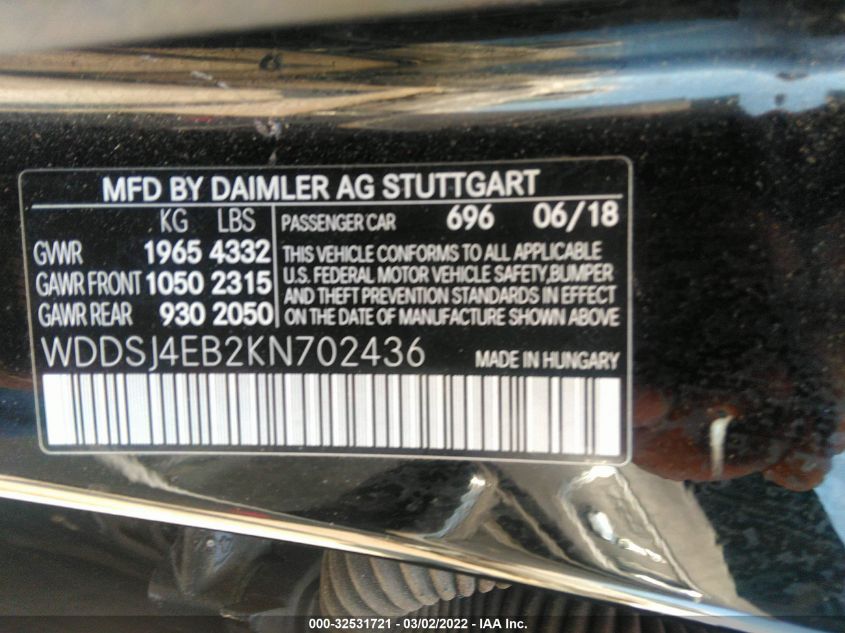 MFD BY DAIMLER AG STUTTGART
KG LBS PASSENGER CAR 696 06/18
GVWR 1965 4332
GAWR FRONT 1050 2315
GAWR REAR 930 2050
THIS VEHICLE CONFORMS TO ALL APPLICABLE
U.S. FEDERAL MOTOR VEHICLE SAFETY,BUMPER
AND THEFT PREVENTION STANDARDS IN EFFECT
ON THE DATE OF MANUFACTURE SHOWN ABOVE
WDDSJ4EB2KN702436 MADE IN HUNGARY
000-32531721 - 03/02/2022 - IAA Inc.